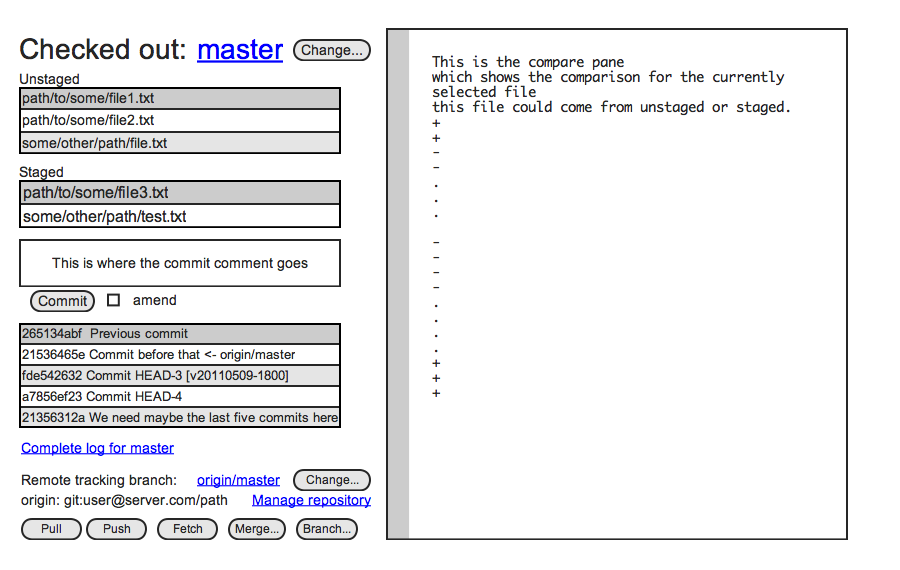 Checked out: master Change...
Unstaged
path/to/some/file1.txt
path/to/some/file2.txt
some/other/path/file.txt
Staged
path/to/some/file3.txt
some/other/path/test.txt
This is where the commit comment goes
Commit amend
265134abf Previous commit
21536465e Commit before that <- origin/master
fde542632 Commit HEAD-3 [v20110509-1800]
a7856ef23 Commit HEAD-4
21356312a We need maybe the last five commits here
Complete log for master
Remote tracking branch: origin/master Change...
origin: git:user@server.com/path Manage repository
Pull Push Fetch Merge... Branch...
This is the compare pane
which shows the comparison for the currently
selected file
this file could come from unstaged or staged.
+
+
-
-
.
.
.
-
-
-
-
.
.
.
.
+
+
+